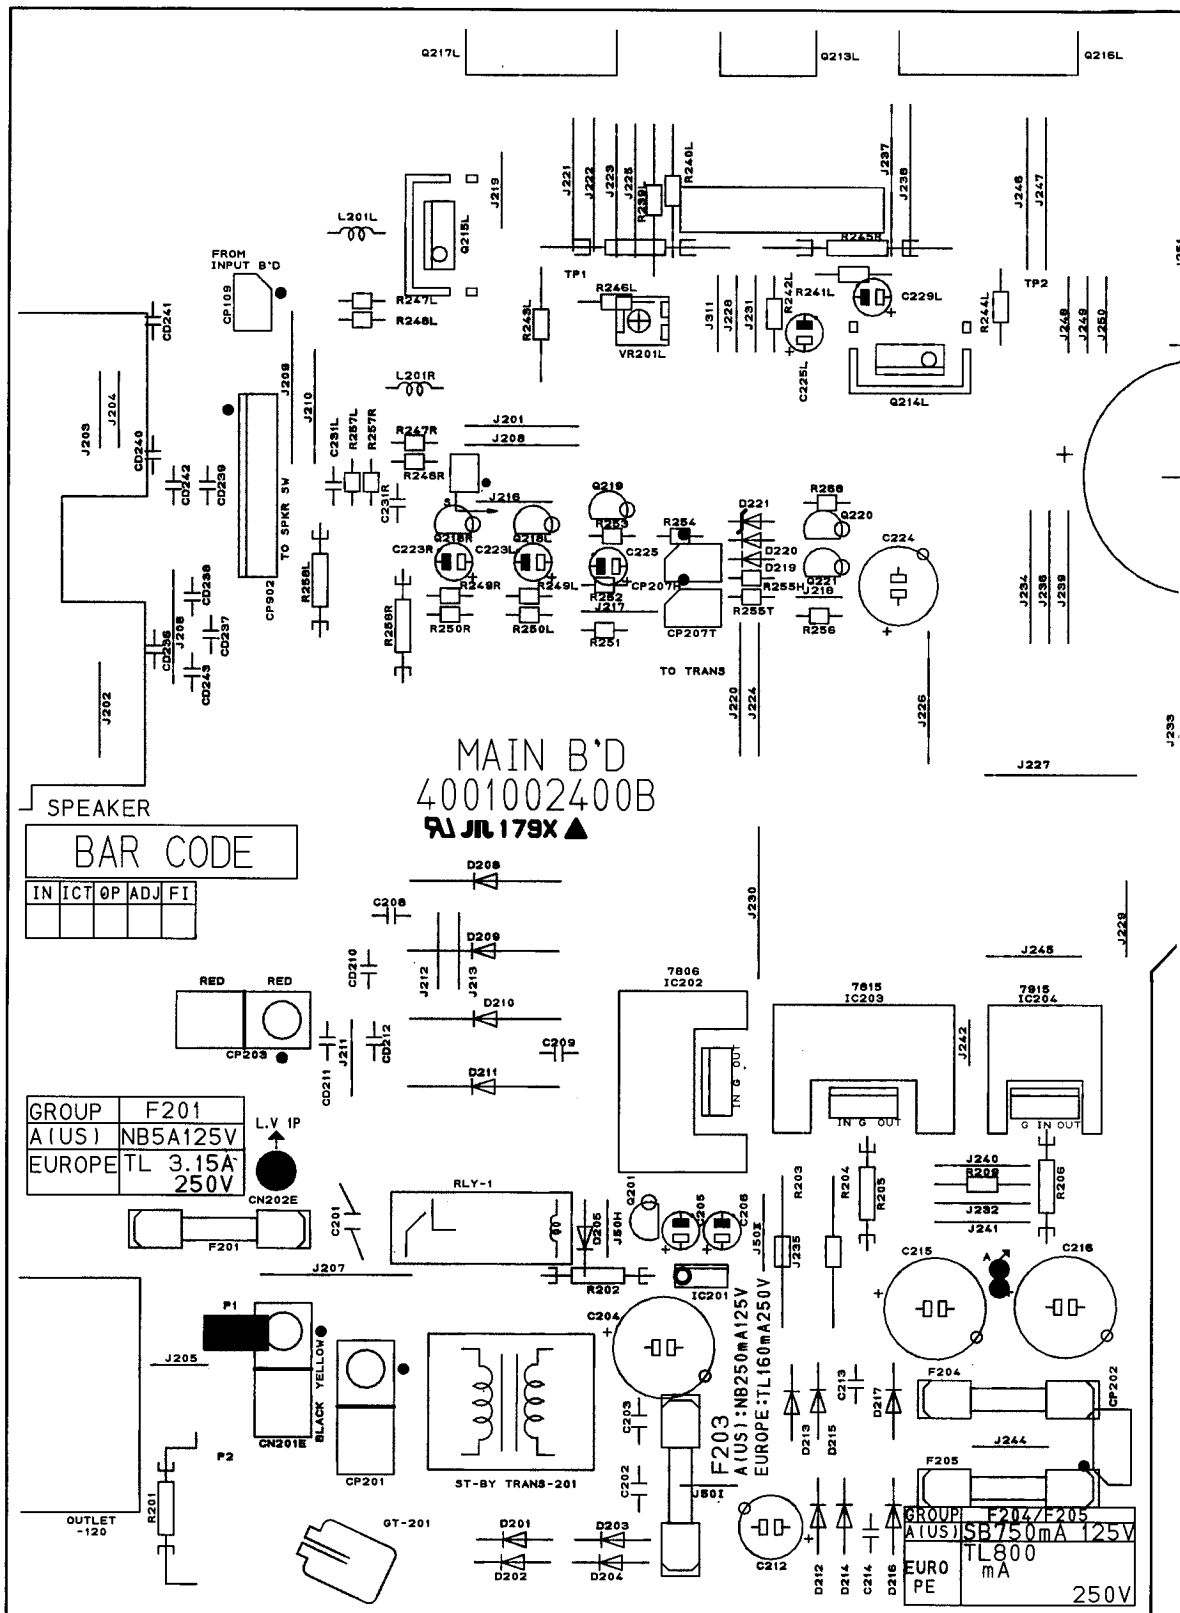 Q217L
Q213L
Q216L
J219
J221
J222
J223
J225
R239L
R240L
J237
J238
J246
J247
L201L
Q215L
R245R
FROM
INPUT B'D
CP109
TP1
R246L
R247L
R248L
R243L
VR201L
J311
J228
J231
R242L
R241L
C229L
C225L
R244L
TP2
J248
J249
J250
CD241
J209
J210
L201R
Q214L
J203
J204
CD240
CD242
CD239
C231L
R257L
R257R
R247R
R248R
C231R
J201
J208
J216
S
TO SPKR SW
CP902
Q219
R253
R254
D221
R268
Q220
Q218R
Q218L
C223R
C223L
C225
CP207H
D220
D219
R255H
Q221
C224
R249R
R249L
R252
J217
J218
R250R
R250L
R251
CP207T
R255T
R256
R258L
R258R
J234
J236
J239
CD238
CD237
J206
CD236
CD243
J202
TO TRANS
J220
J224
J226
J233
J227
MAIN B'D
4001002400B
JIL 179X
SPEAKER
BAR CODE
IN ICT OP ADJ FI
D208
C208
J230
J229
D209
CD210
J212
J213
J245
RED RED
7806
IC202
7815
IC203
7915
IC204
D210
CP203
CD211
J211
CD212
C209
J242
D211
IN G OUT
IN G OUT
G IN OUT
GROUP F201
A(US) NB5A125V
EUROPE TL 3.15A
250V
L.V 1P
CN202E
F201
C201
RLY-1
D205
J50H
Q201
C205
C206
J50X
R203
J235
R204
R205
J240
R209
J232
J241
R206
J207
R202
IC201
C204
C215
A
C216
P1
J205
BLACK YELLOW
CN201E
P2
CP201
ST-BY TRANS-201
C203
C202
F203
A(US):NB250mA125V
EUROPE:TL160mA250V
J50I
D213
D215
C213
D217
F204
CP202
J244
F205
R201
OUTLET
-120
GT-201
D201
D202
D203
D204
C212
D212
D214
C214
D216
GROUP F204/F205
A(US) SB750mA 125V
EURO
PE
TL800
mA
250V